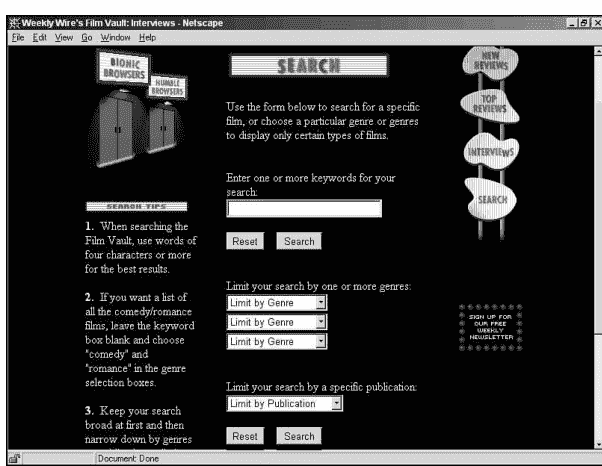 Weekly Wire's Film Vault: Interviews - Netscape
File Edit View Go Window Help
BIONIC
BROWSERS
HUMBLE
BROWSERS
SEARCH TIPS
1. When searching the
Film Vault, use words of
four characters or more
for the best results.
2. If you want a list of
all the comedy/romance
films, leave the keyword
box blank and choose
"comedy" and
"romance" in the genre
selection boxes.
3. Keep your search
broad at first and then
narrow down by genres
SEARCH
Use the form below to search for a specific
film, or choose a particular genre or genres
to display only certain types of films.
Enter one or more keywords for your
search:
Reset Search
Limit your search by one or more genres:
Limit by Genre
Limit by Genre
Limit by Genre
Limit your search by a specific publication:
Limit by Publication
Reset Search
NEW
REVIEWS
TOP
REVIEWS
INTERVIEWS
SEARCH
SIGN UP FOR
OUR FREE
WEEKLY
NEWSLETTER
Document: Done